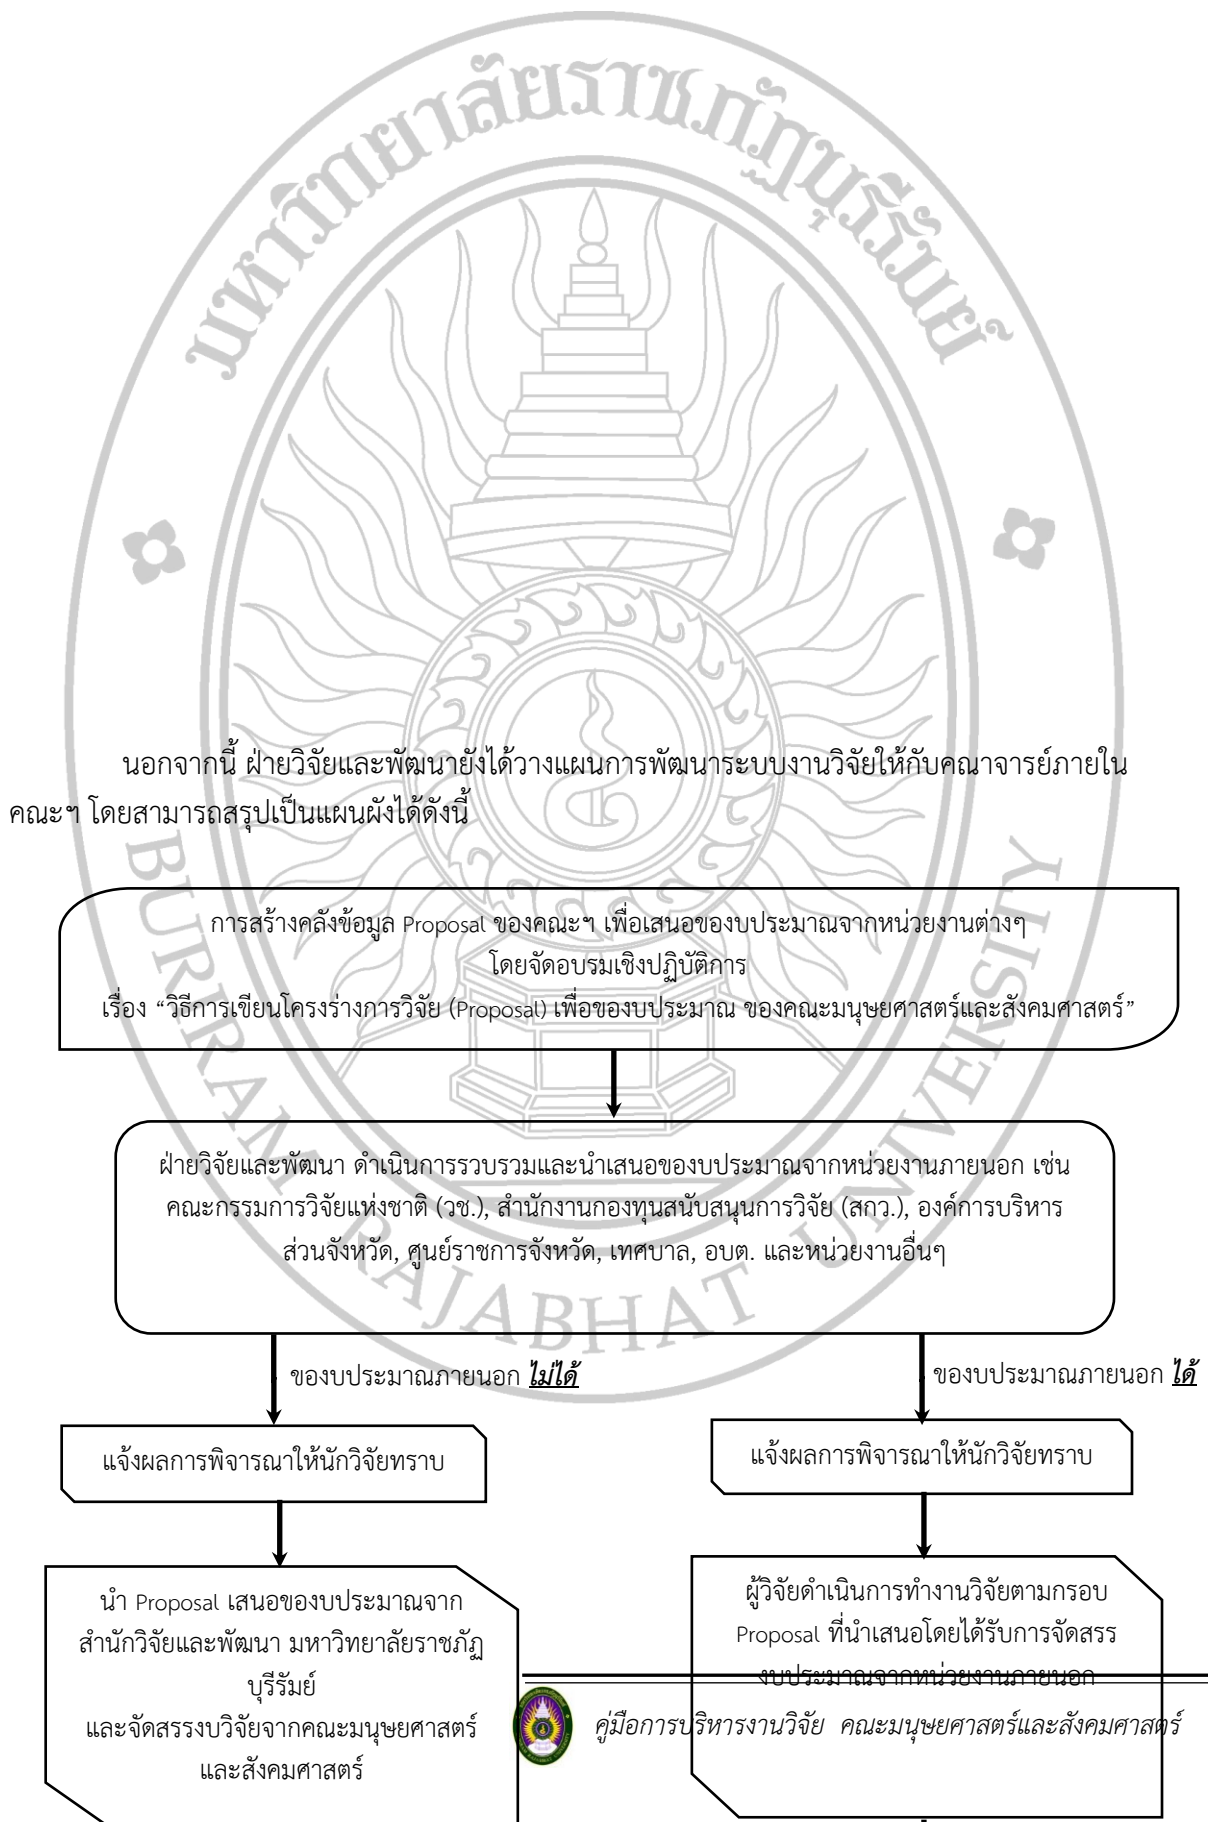 มหาวิทยาลัยราชภัฏบุรีรัมย์
นอกจากนี้ ฝ่ายวิจัยและพัฒนายังได้วางแผนการพัฒนาระบบงานวิจัยให้กับคณาจารย์ภายใน
คณะฯ โดยสามารถสรุปเป็นแผนผังได้ดังนี้
BURIRAM RAJABHAT UNIVERSITY
การสร้างคลังข้อมูล Proposal ของคณะฯ เพื่อเสนอของบประมาณจากหน่วยงานต่างๆ
โดยจัดอบรมเชิงปฏิบัติการ
เรื่อง “วิธีการเขียนโครงร่างการวิจัย (Proposal) เพื่อของบประมาณ ของคณะมนุษยศาสตร์และสังคมศาสตร์”
ฝ่ายวิจัยและพัฒนา ดำเนินการรวบรวมและนำเสนอของบประมาณจากหน่วยงานภายนอก เช่น
คณะกรรมการวิจัยแห่งชาติ (วช.), สำนักงานกองทุนสนับสนุนการวิจัย (สกว.), องค์การบริหาร
ส่วนจังหวัด, ศูนย์ราชการจังหวัด, เทศบาล, อบต. และหน่วยงานอื่นๆ
ของบประมาณภายนอก ไม่ได้
ของบประมาณภายนอก ได้
แจ้งผลการพิจารณาให้นักวิจัยทราบ
แจ้งผลการพิจารณาให้นักวิจัยทราบ
นำ Proposal เสนอของบประมาณจาก
สำนักวิจัยและพัฒนา มหาวิทยาลัยราชภัฏ
บุรีรัมย์
และจัดสรรงบวิจัยจากคณะมนุษยศาสตร์
และสังคมศาสตร์
ผู้วิจัยดำเนินการทำงานวิจัยตามกรอบ
Proposal ที่นำเสนอโดยได้รับการจัดสรร
งบประมาณจากหน่วยงานภายนอก
คู่มือการบริหารงานวิจัย คณะมนุษยศาสตร์และสังคมศาสตร์